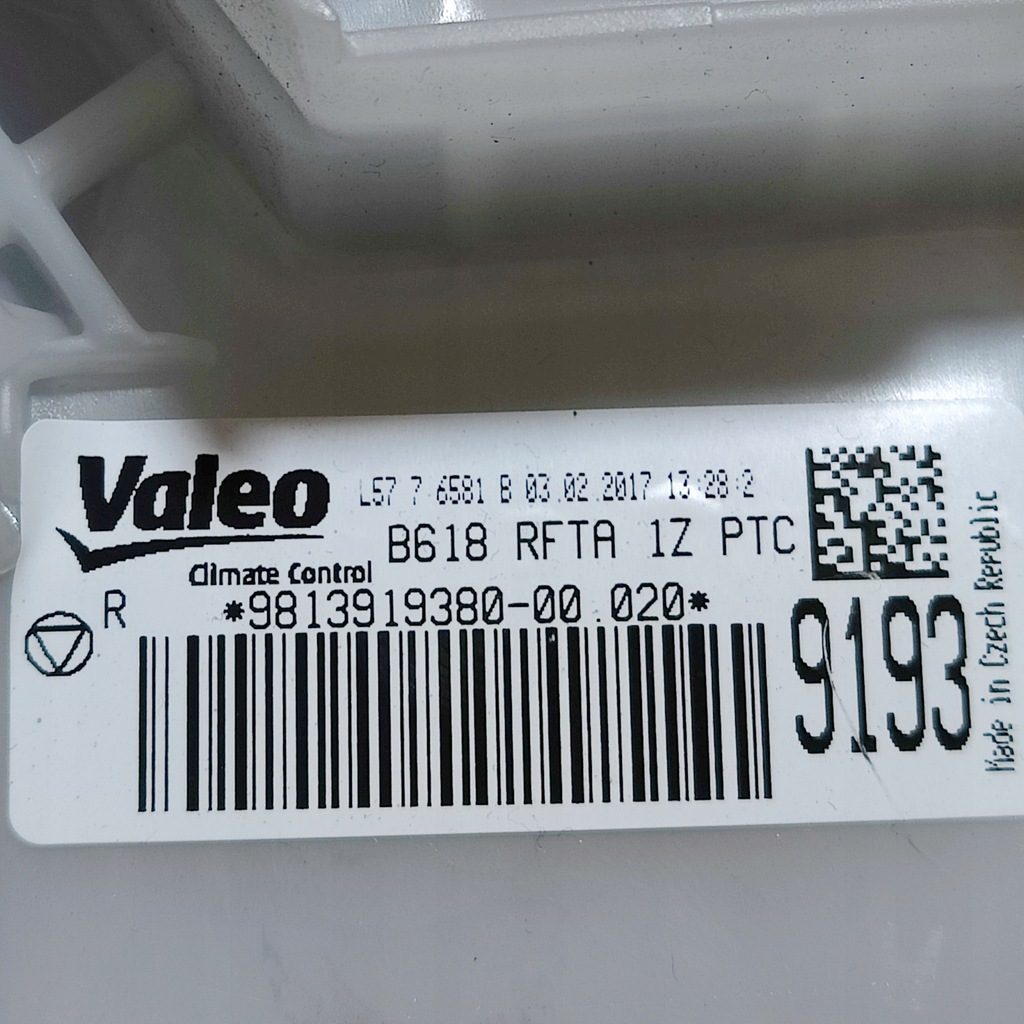 Valeo
L57 7 6581 B 03.02.2017 13:28:2
B618 RFTA 1Z PTC
Climate Control
R
*9813919380-00.020*
9193
Made in Czech Republic